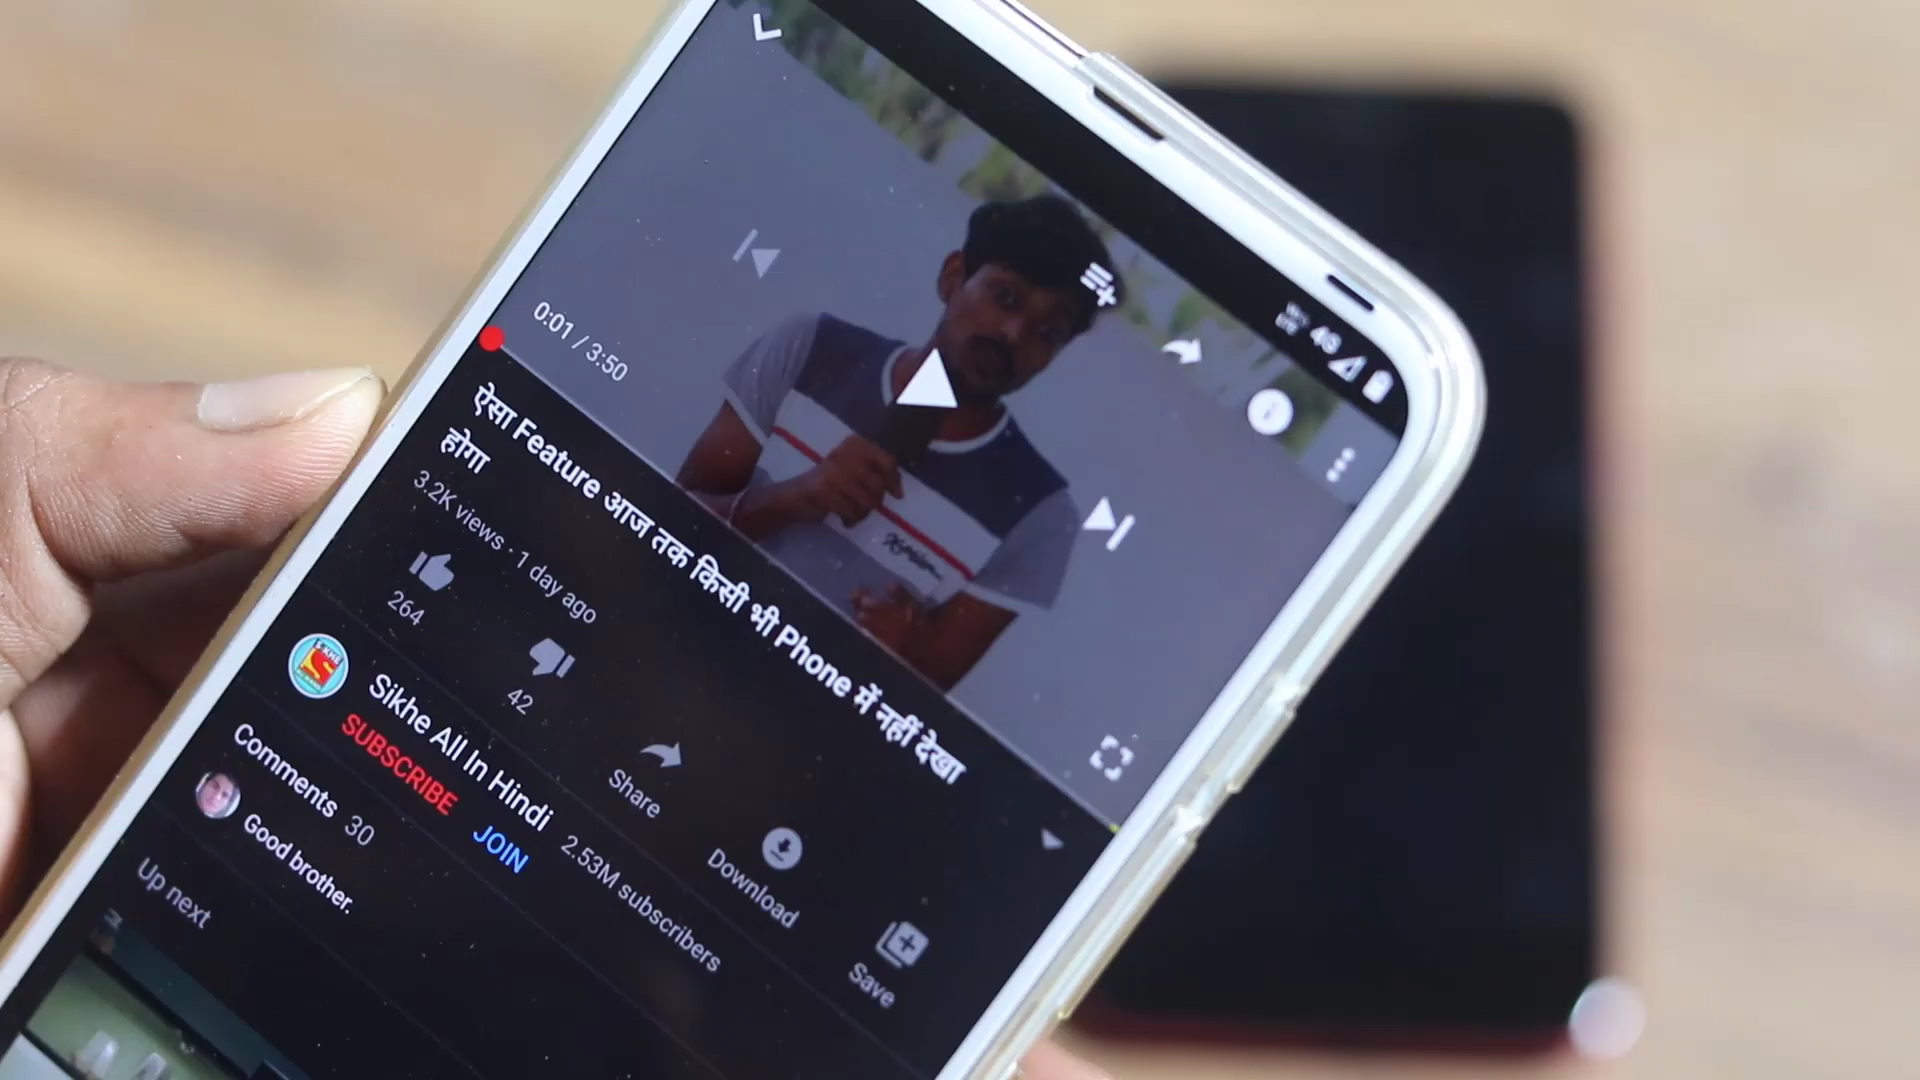 4G
0:01 / 3:50
ऐसा Feature आज तक किसी भी Phone में नहीं देखा
होगा
3.2K views · 1 day ago
264
42
Share
Download
Save
Sikhe All In Hindi
2.53M subscribers
SUBSCRIBE
JOIN
Comments 30
Good brother.
Up next